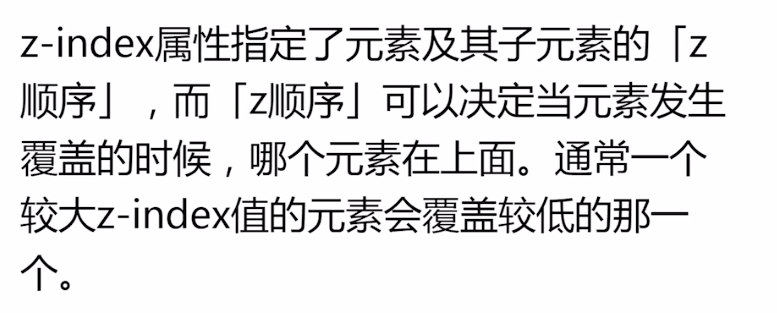 z-index属性指定了元素及其子元素的「z
顺序」，而「z顺序」可以决定当元素发生
覆盖的时候，哪个元素在上面。通常一个
较大z-index值的元素会覆盖较低的那一
个。